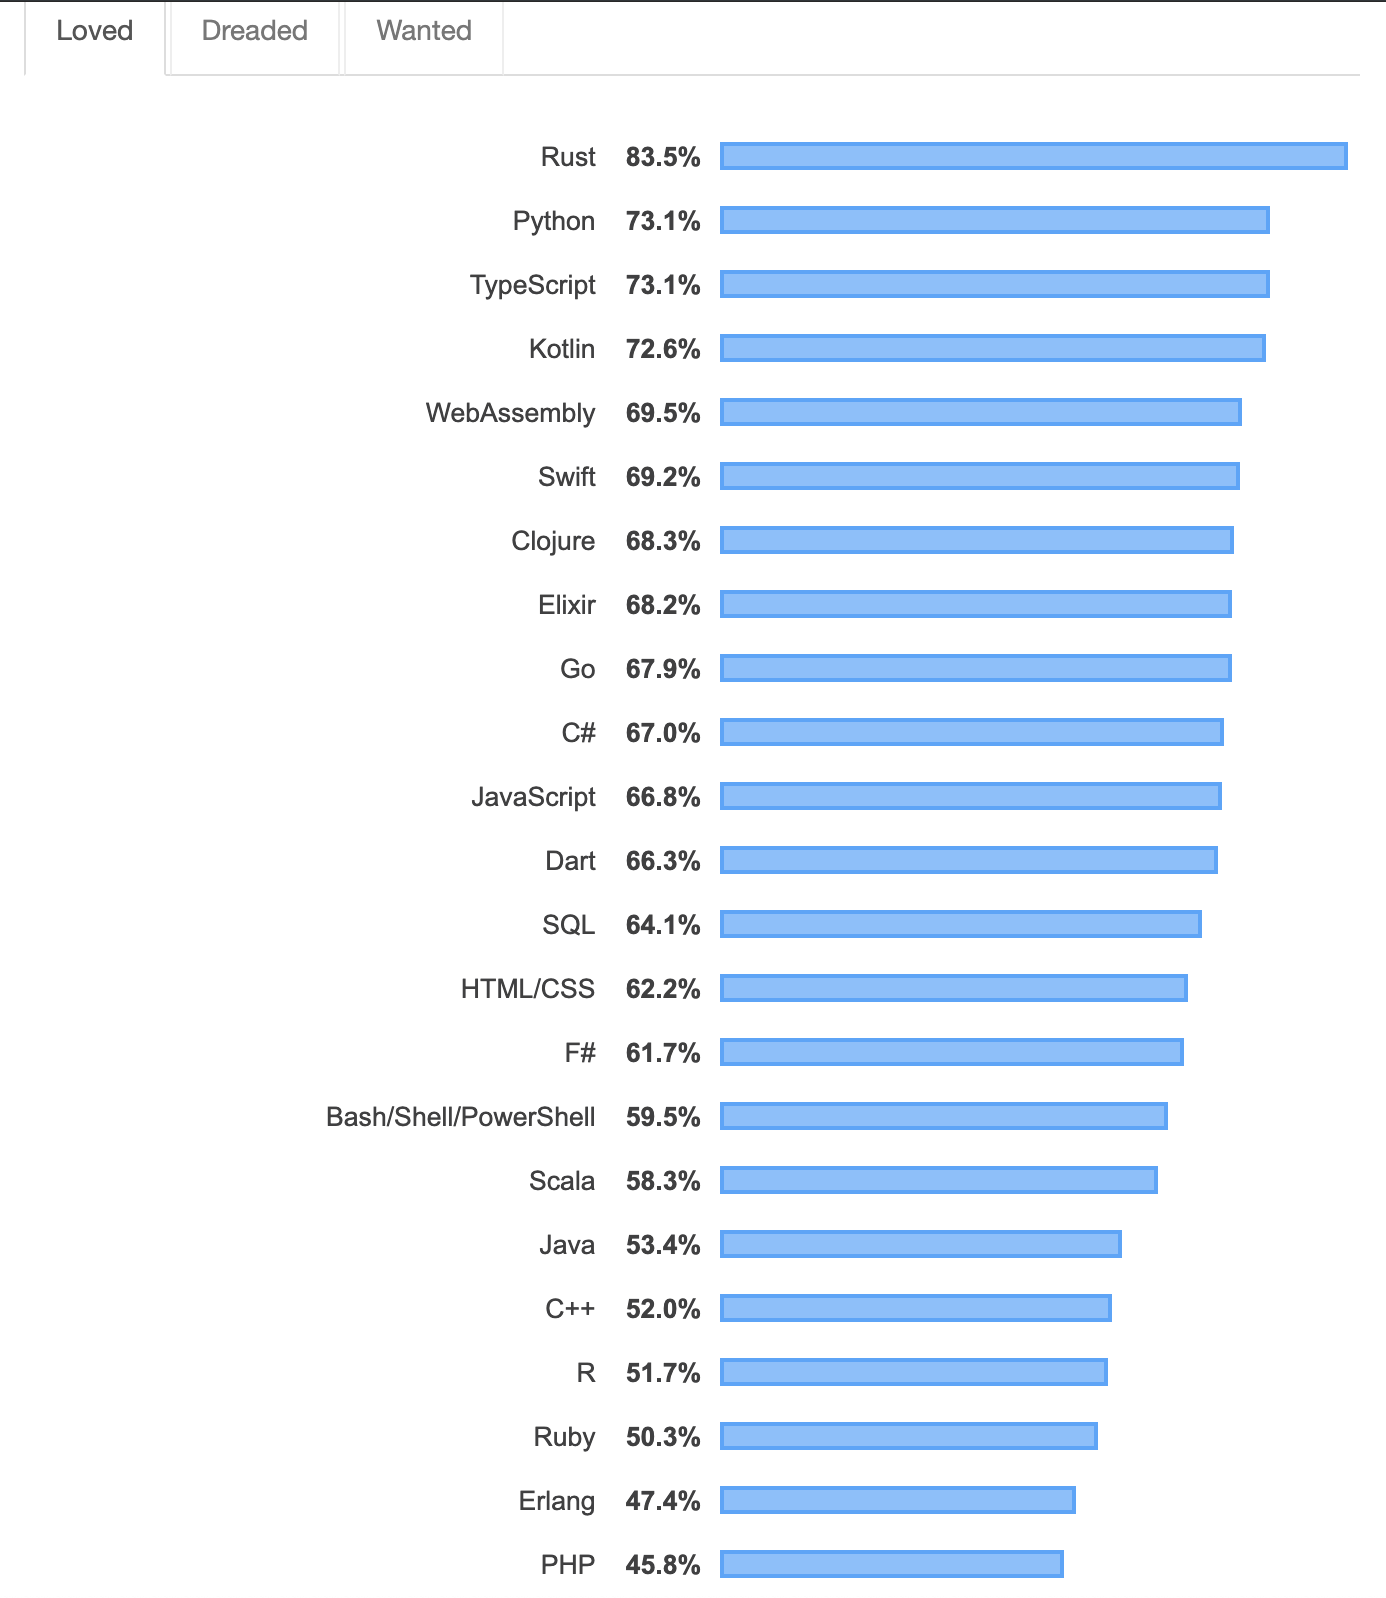 Loved Dreaded Wanted
Rust 83.5%
Python 73.1%
TypeScript 73.1%
Kotlin 72.6%
WebAssembly 69.5%
Swift 69.2%
Clojure 68.3%
Elixir 68.2%
Go 67.9%
C# 67.0%
JavaScript 66.8%
Dart 66.3%
SQL 64.1%
HTML/CSS 62.2%
F# 61.7%
Bash/Shell/PowerShell 59.5%
Scala 58.3%
Java 53.4%
C++ 52.0%
R 51.7%
Ruby 50.3%
Erlang 47.4%
PHP 45.8%